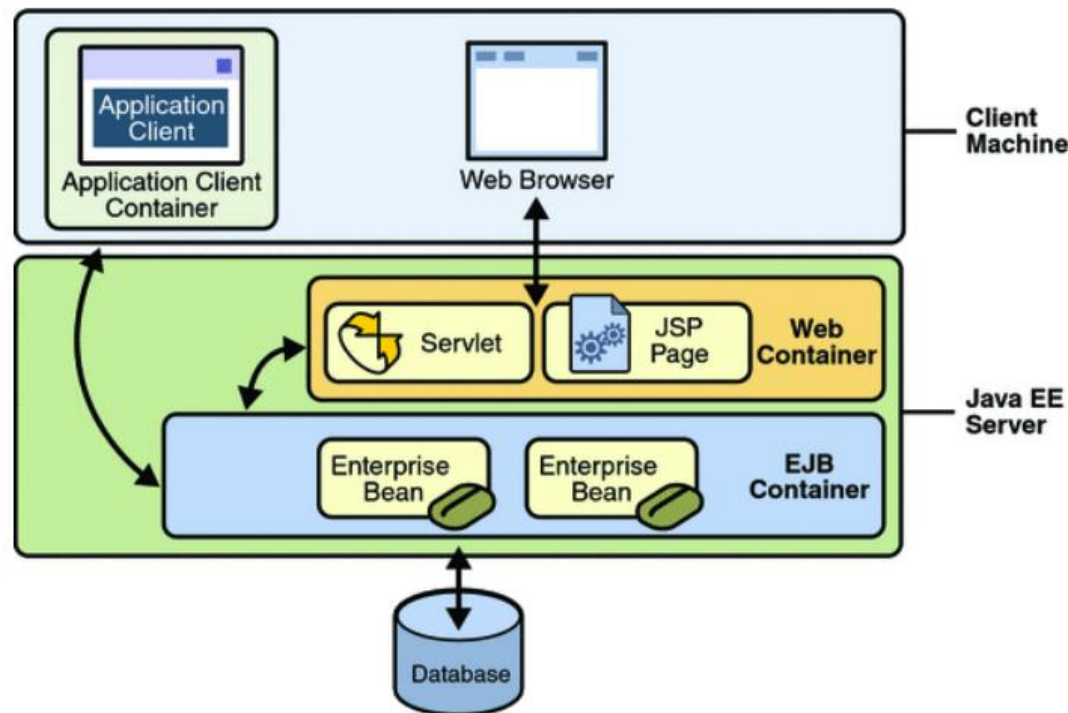 Application
Client
Application Client
Container
Web Browser
Client
Machine
Servlet
JSP
Page
Web
Container
Java EE
Server
Enterprise
Bean
Enterprise
Bean
EJB
Container
Database